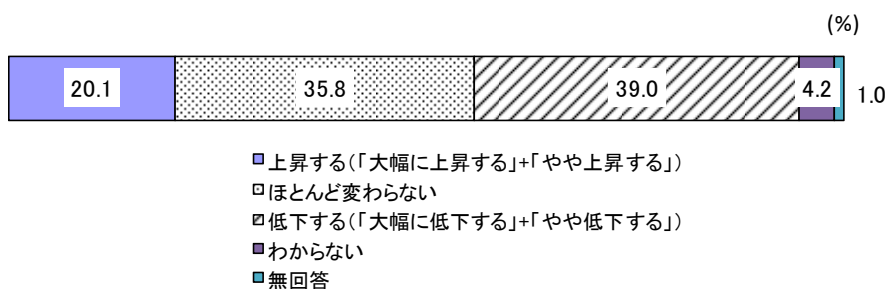 (%)
20.1 35.8 39.0 4.2 1.0
上昇する(「大幅に上昇する」+「やや上昇する」)
ほとんど変わらない
低下する(「大幅に低下する」+「やや低下する」)
わからない
無回答